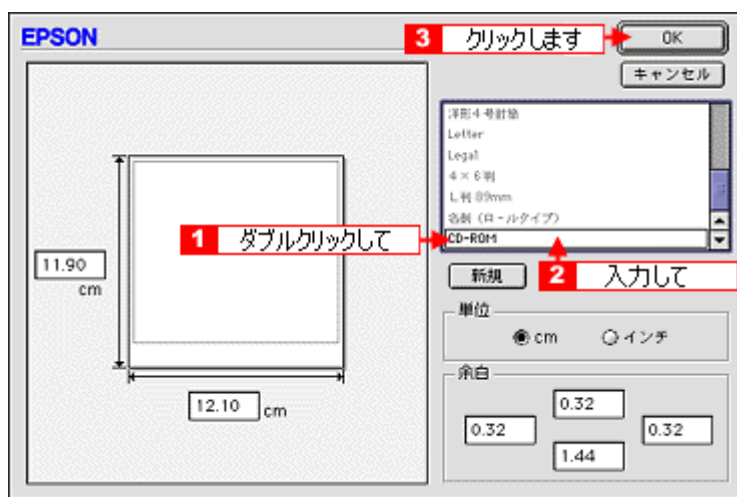 EPSON
3 クリックします
OK
キャンセル
洋形4号封筒
Letter
Legal
4×6判
L判 89mm
名刺（ロールタイプ）
1 ダブルクリックして
CD-ROM
11.90
cm
新規
2 入力して
単位
cm インチ
12.10 cm
余白
0.32
0.32 0.32
1.44